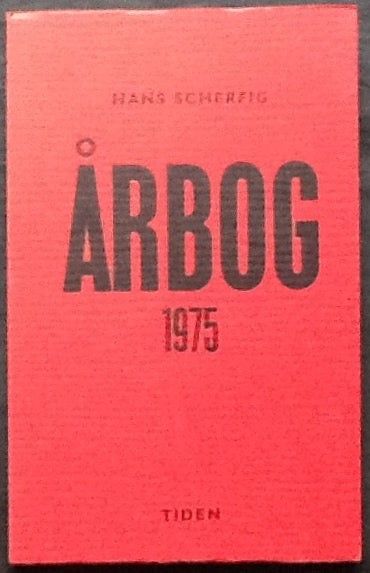 HANS SCHERFIG
ÅRBOG
1975
TIDEN